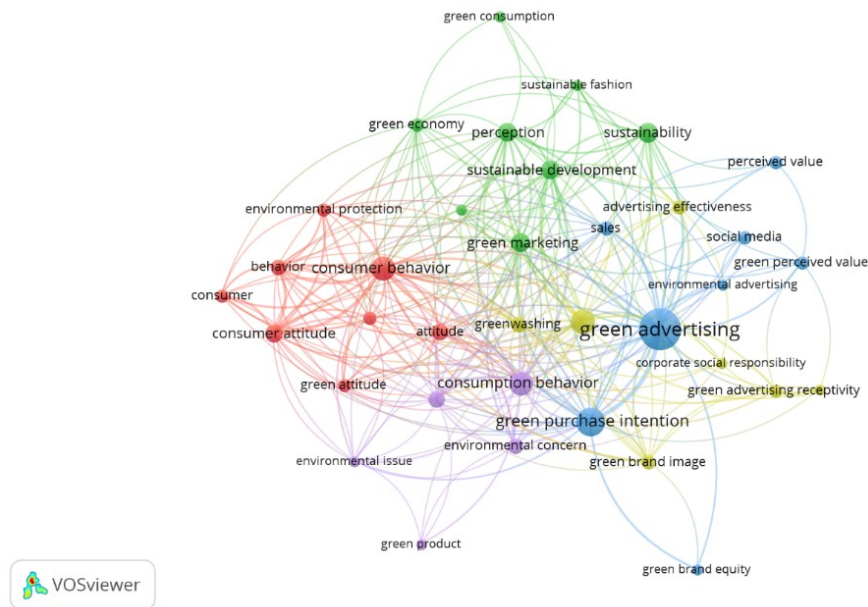 green consumption
sustainable fashion
green economy
perception
sustainability
perceived value
sustainable development
environmental protection
advertising effectiveness
sales
social media
green marketing
green perceived value
behavior
consumer behavior
environmental advertising
consumer
consumer attitude
attitude
greenwashing
green advertising
corporate social responsibility
green attitude
consumption behavior
green advertising receptivity
green purchase intention
environmental concern
environmental issue
green brand image
green product
green brand equity
VOSviewer